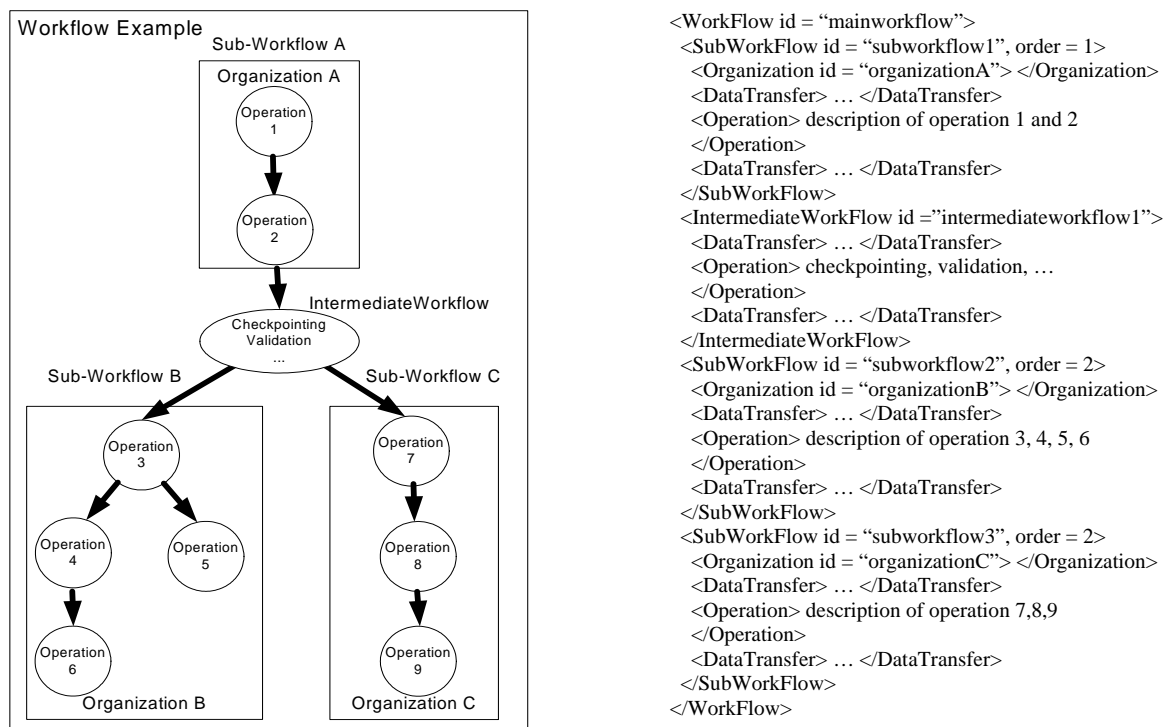 Workflow Example
Sub-Workflow A
Organization A
Operation
1
Operation
2
IntermediateWorkflow
Checkpointing
Validation
...
Sub-Workflow B
Sub-Workflow C
Operation
3
Operation
4
Operation
5
Operation
6
Organization B
Operation
7
Operation
8
Operation
9
Organization C
<WorkFlow id = “mainworkflow”>
<SubWorkFlow id = “subworkflow1”, order = 1>
<Organization id = “organizationA”> </Organization>
<DataTransfer> … </DataTransfer>
<Operation> description of operation 1 and 2
</Operation>
<DataTransfer> … </DataTransfer>
</SubWorkFlow>
<IntermediateWorkFlow id =”intermediateworkflow1”>
<DataTransfer> … </DataTransfer>
<Operation> checkpointing, validation, …
</Operation>
<DataTransfer> … </DataTransfer>
</IntermediateWorkFlow>
<SubWorkFlow id = “subworkflow2”, order = 2>
<Organization id = “organizationB”> </Organization>
<DataTransfer> … </DataTransfer>
<Operation> description of operation 3, 4, 5, 6
</Operation>
<DataTransfer> … </DataTransfer>
</SubWorkFlow>
<SubWorkFlow id = “subworkflow3”, order = 2>
<Organization id = “organizationC”> </Organization>
<DataTransfer> … </DataTransfer>
<Operation> description of operation 7,8,9
</Operation>
<DataTransfer> … </DataTransfer>
</SubWorkFlow>
</WorkFlow>